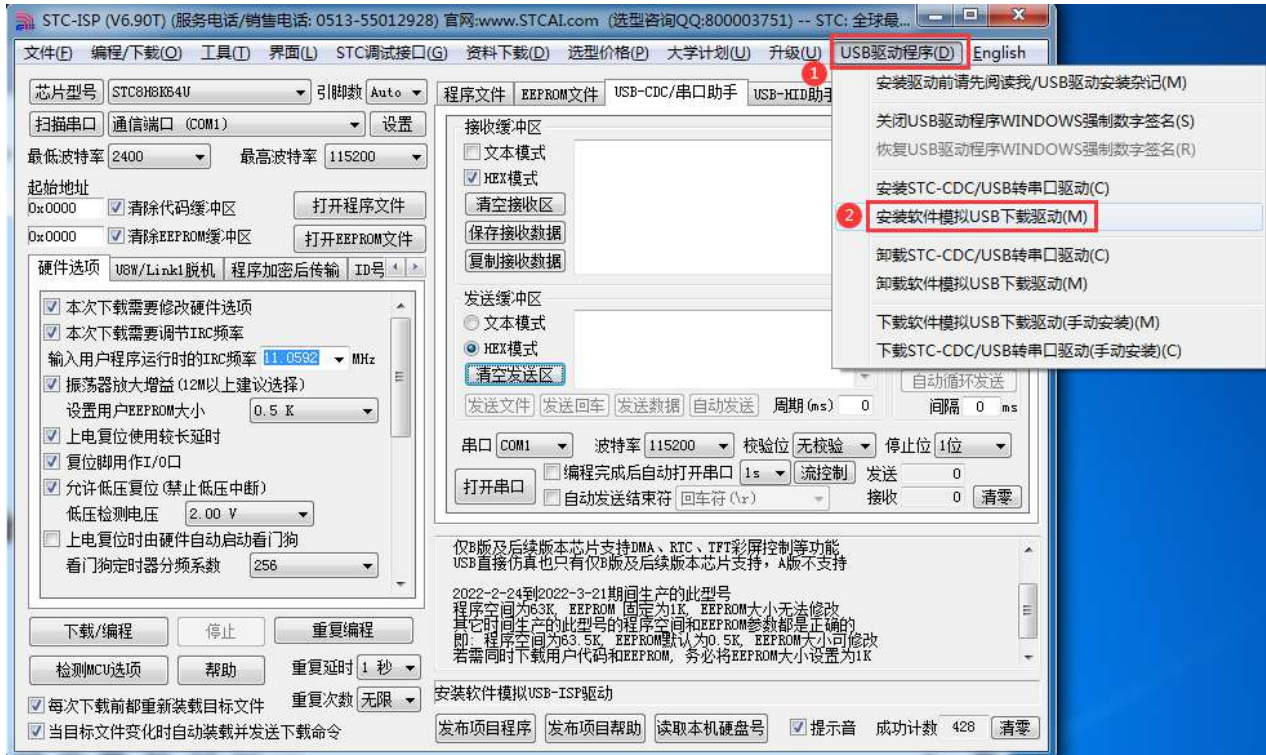 STC-ISP (V6.90T) (服务电话/销售电话: 0513-55012928) 官网:www.STCAI.com (选型咨询QQ:800003751) -- STC: 全球最...
文件(F) 编程/下载(O) 工具(T) 界面(L) STC调试接口(G) 资料下载(D) 选型价格(P) 大学计划(U) 升级(U) USB驱动程序(D) English
1
芯片型号 STC8H8K64U 引脚数 Auto
扫描串口 通信端口 (COM1) 设置
最低波特率 2400 最高波特率 115200
起始地址
0x0000 清除代码缓冲区 打开程序文件
0x0000 清除EEPROM缓冲区 打开EEPROM文件
硬件选项 U8W/Link1脱机 程序加密后传输 ID号
本次下载需要修改硬件选项
本次下载需要调节IRC频率
输入用户程序运行时的IRC频率 11.0592 MHz
振荡器放大增益(12M以上建议选择)
设置用户EEPROM大小 0.5 K
上电复位使用较长延时
复位脚用作I/O口
允许低压复位(禁止低压中断)
低压检测电压 2.00 V
上电复位时由硬件自动启动看门狗
看门狗定时器分频系数 256
下载/编程 停止 重复编程
检测MCU选项 帮助 重复延时 1 秒
每次下载前都重新装载目标文件 重复次数 无限
当目标文件变化时自动装载并发送下载命令
程序文件 EEPROM文件 USB-CDC/串口助手 USB-HID助手
接收缓冲区
文本模式
HEX模式
清空接收区
保存接收数据
复制接收数据
发送缓冲区
文本模式
HEX模式
清空发送区 自动循环发送
发送文件 发送回车 发送数据 自动发送 周期(ms) 0 间隔 0 ms
串口 COM1 波特率 115200 校验位 无校验 停止位 1位
打开串口 编程完成后自动打开串口 1s 流控制 发送 0
自动发送结束符 回车符(\r) 接收 0 清零
仅B版及后续版本芯片支持DMA、RTC、TFT彩屏控制等功能
USB直接仿真也只有仅B版及后续版本芯片支持，A版不支持
2022-2-24到2022-3-21期间生产的此型号
程序空间为63K, EEPROM 固定为1K, EEPROM大小无法修改
其它时间生产的此型号的程序空间和EEPROM参数都是正确的
即: 程序空间为63.5K, EEPROM默认为0.5K, EEPROM大小可修改
若需同时下载用户代码和EEPROM, 务必将EEPROM大小设置为1K
安装软件模拟USB-ISP驱动
发布项目程序 发布项目帮助 读取本机硬盘号 提示音 成功计数 428 清零
安装驱动前请先阅读我/USB驱动安装杂记(M)
关闭USB驱动程序WINDOWS强制数字签名(S)
恢复USB驱动程序WINDOWS强制数字签名(R)
安装STC-CDC/USB转串口驱动(C)
2 安装软件模拟USB下载驱动(M)
卸载STC-CDC/USB转串口驱动(C)
卸载软件模拟USB下载驱动(M)
下载软件模拟USB下载驱动(手动安装)(M)
下载STC-CDC/USB转串口驱动(手动安装)(C)